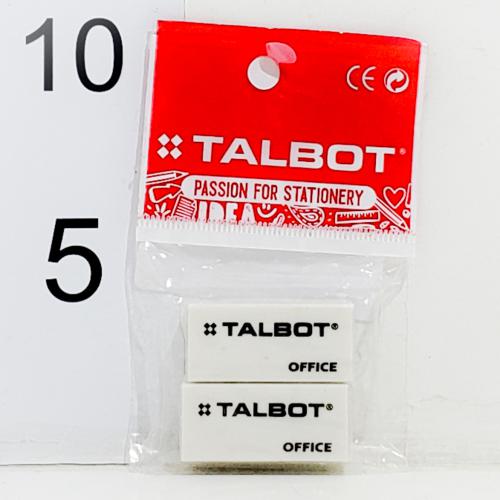 10
5
CE
TALBOT®
PASSION FOR STATIONERY
IDEA
TALBOT®
OFFICE
TALBOT®
OFFICE